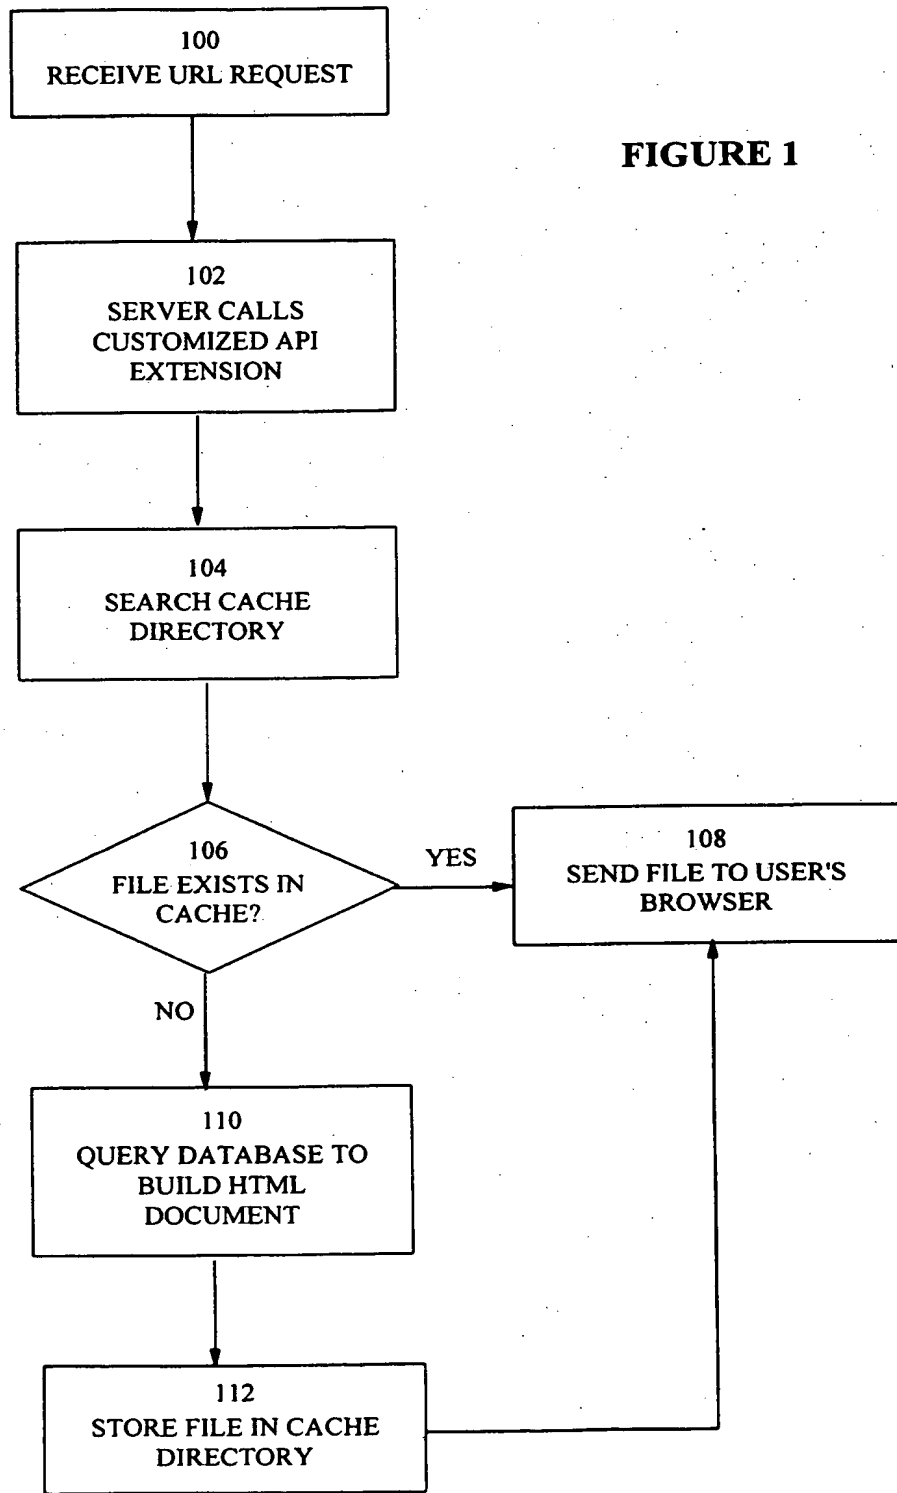 100
RECEIVE URL REQUEST
FIGURE 1
102
SERVER CALLS
CUSTOMIZED API
EXTENSION
104
SEARCH CACHE
DIRECTORY
106
FILE EXISTS IN
CACHE?
YES
108
SEND FILE TO USER'S
BROWSER
NO
110
QUERY DATABASE TO
BUILD HTML
DOCUMENT
112
STORE FILE IN CACHE
DIRECTORY